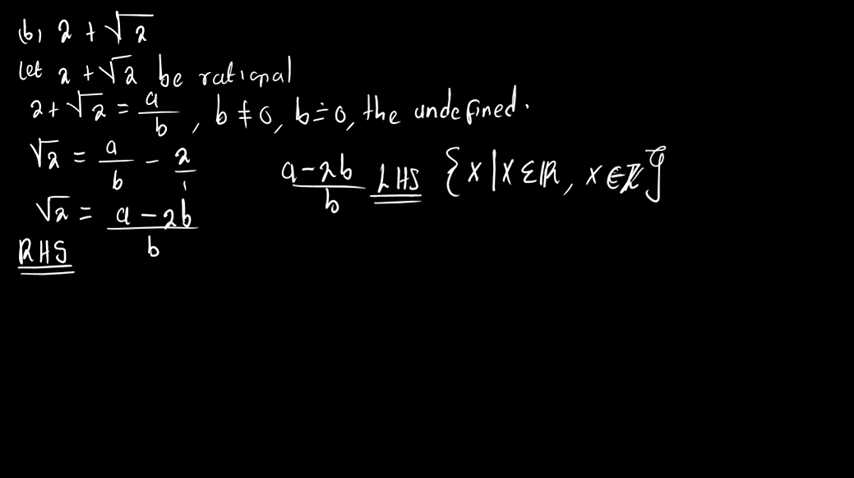 (b) 2 + √2
Let 2 + √2 be rational
2 + √2 = a/b , b ≠ 0, b = 0, the undefined.
√2 = a/b - 2/1
√2 = (a - 2b)/b
RHS
(a - 2b)/b LHS {x | x ∈ ℝ, x ∈ ℤ}